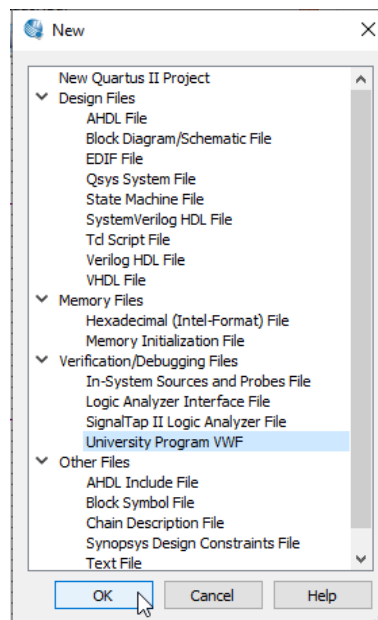 New
New Quartus II Project
Design Files
AHDL File
Block Diagram/Schematic File
EDIF File
Qsys System File
State Machine File
SystemVerilog HDL File
Tcl Script File
Verilog HDL File
VHDL File
Memory Files
Hexadecimal (Intel-Format) File
Memory Initialization File
Verification/Debugging Files
In-System Sources and Probes File
Logic Analyzer Interface File
SignalTap II Logic Analyzer File
University Program VWF
Other Files
AHDL Include File
Block Symbol File
Chain Description File
Synopsys Design Constraints File
Text File
OK Cancel Help